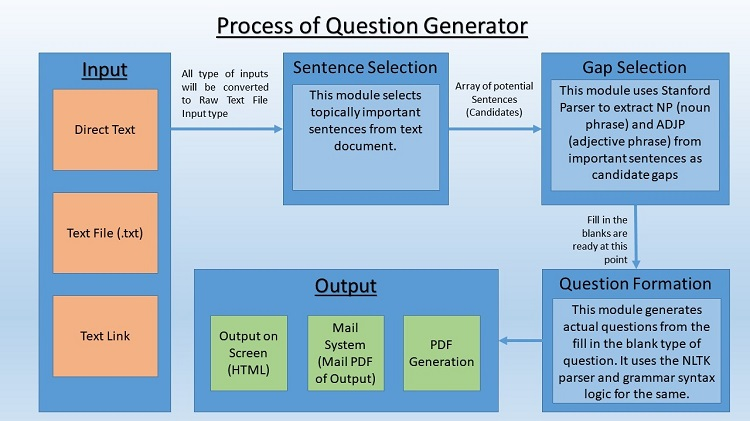 Process of Question Generator
Input
Direct Text
Text File (.txt)
Text Link
All type of inputs
will be converted
to Raw Text File
Input type
Sentence Selection
This module selects
topically important
sentences from text
document.
Array of potential
Sentences
(Candidates)
Gap Selection
This module uses Stanford
Parser to extract NP (noun
phrase) and ADJP
(adjective phrase) from
important sentences as
candidate gaps
Fill in the
blanks are
ready at this
point
Question Formation
This module generates
actual questions from the
fill in the blank type of
question. It uses the NLTK
parser and grammar syntax
logic for the same.
Output
Output on
Screen
(HTML)
Mail
System
(Mail PDF
of Output)
PDF
Generation